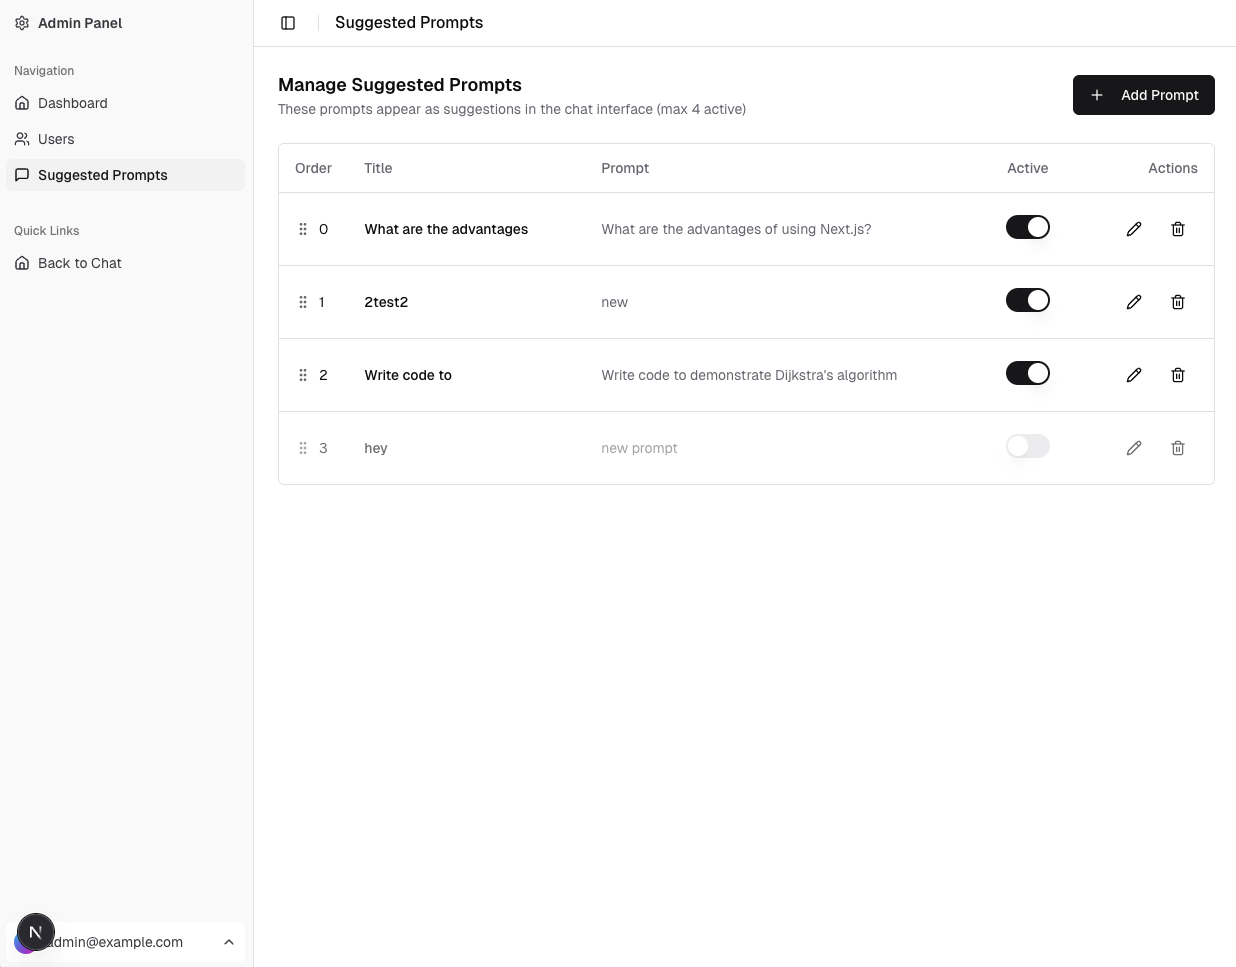 Admin Panel
Navigation
Dashboard
Users
Suggested Prompts
Quick Links
Back to Chat
N
admin@example.com
Suggested Prompts
Manage Suggested Prompts
These prompts appear as suggestions in the chat interface (max 4 active)
Add Prompt
Order Title Prompt Active Actions
0 What are the advantages What are the advantages of using Next.js?
1 2test2 new
2 Write code to Write code to demonstrate Dijkstra's algorithm
3 hey new prompt